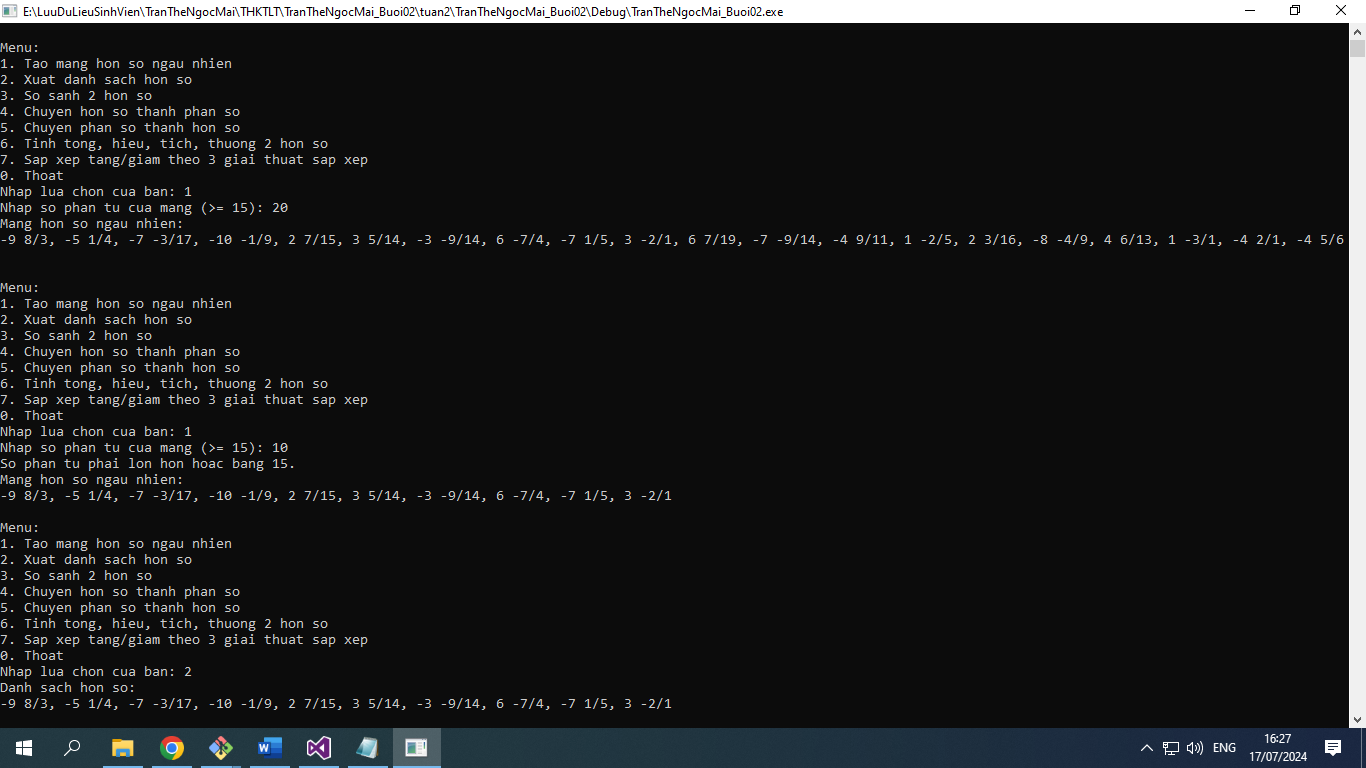 E:\LuuDuLieuSinhVien\TranTheNgocMai\THKTLT\TranTheNgocMai_Buoi02\tuan2\TranTheNgocMai_Buoi02\Debug\TranTheNgocMai_Buoi02.exe
Menu:
1. Tao mang hon so ngau nhien
2. Xuat danh sach hon so
3. So sanh 2 hon so
4. Chuyen hon so thanh phan so
5. Chuyen phan so thanh hon so
6. Tinh tong, hieu, tich, thuong 2 hon so
7. Sap xep tang/giam theo 3 giai thuat sap xep
0. Thoat
Nhap lua chon cua ban: 1
Nhap so phan tu cua mang (>= 15): 20
Mang hon so ngau nhien:
-9 8/3, -5 1/4, -7 -3/17, -10 -1/9, 2 7/15, 3 5/14, -3 -9/14, 6 -7/4, -7 1/5, 3 -2/1, 6 7/19, -7 -9/14, -4 9/11, 1 -2/5, 2 3/16, -8 -4/9, 4 6/13, 1 -3/1, -4 2/1, -4 5/6
Menu:
1. Tao mang hon so ngau nhien
2. Xuat danh sach hon so
3. So sanh 2 hon so
4. Chuyen hon so thanh phan so
5. Chuyen phan so thanh hon so
6. Tinh tong, hieu, tich, thuong 2 hon so
7. Sap xep tang/giam theo 3 giai thuat sap xep
0. Thoat
Nhap lua chon cua ban: 1
Nhap so phan tu cua mang (>= 15): 10
So phan tu phai lon hon hoac bang 15.
Mang hon so ngau nhien:
-9 8/3, -5 1/4, -7 -3/17, -10 -1/9, 2 7/15, 3 5/14, -3 -9/14, 6 -7/4, -7 1/5, 3 -2/1
Menu:
1. Tao mang hon so ngau nhien
2. Xuat danh sach hon so
3. So sanh 2 hon so
4. Chuyen hon so thanh phan so
5. Chuyen phan so thanh hon so
6. Tinh tong, hieu, tich, thuong 2 hon so
7. Sap xep tang/giam theo 3 giai thuat sap xep
0. Thoat
Nhap lua chon cua ban: 2
Danh sach hon so:
-9 8/3, -5 1/4, -7 -3/17, -10 -1/9, 2 7/15, 3 5/14, -3 -9/14, 6 -7/4, -7 1/5, 3 -2/1
ENG
16:27
17/07/2024